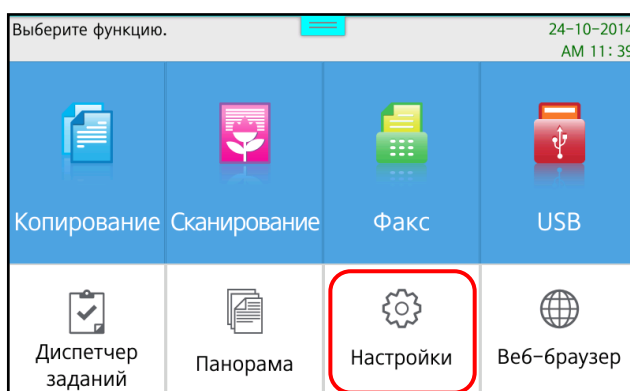 Выберите функцию.
24-10-2014
AM 11:39
Копирование Сканирование Факс USB
Диспетчер заданий
Панорама
Настройки
Веб-браузер